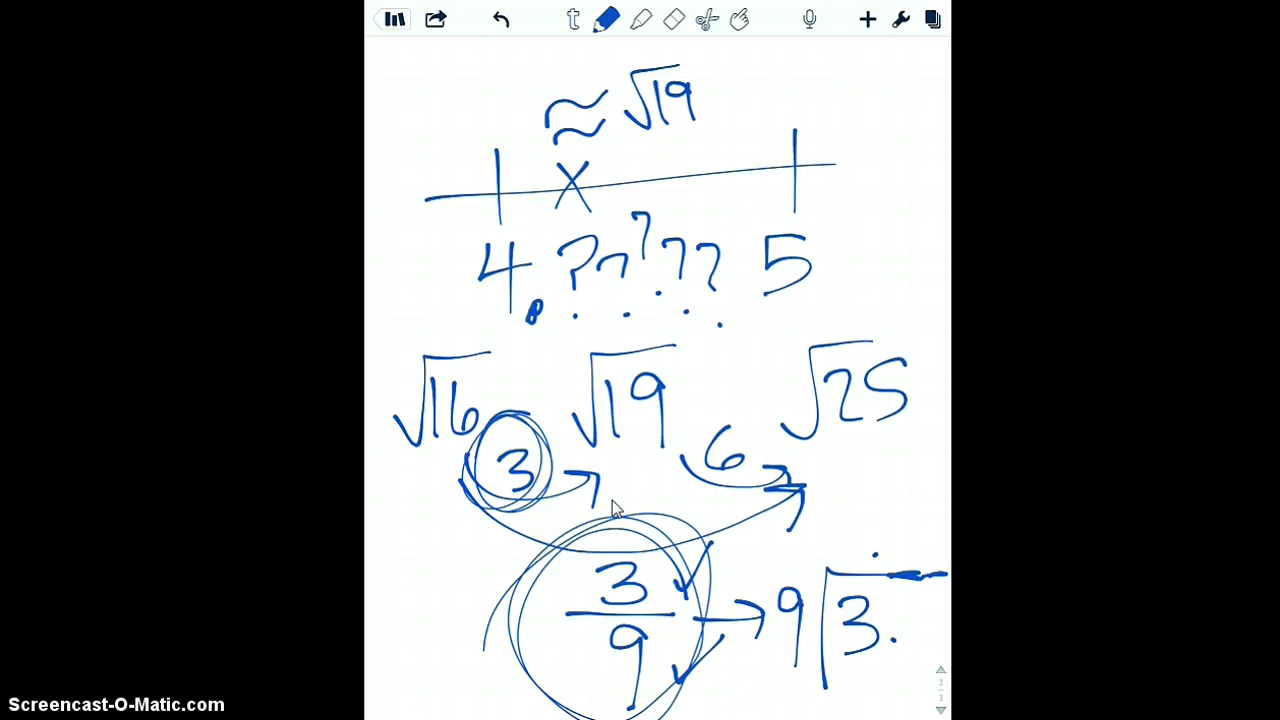 ≈ √19
4 . ? ? ? ? ? 5
√16 √19 √25
3 6
3
9
9 3.
Screencast-O-Matic.com